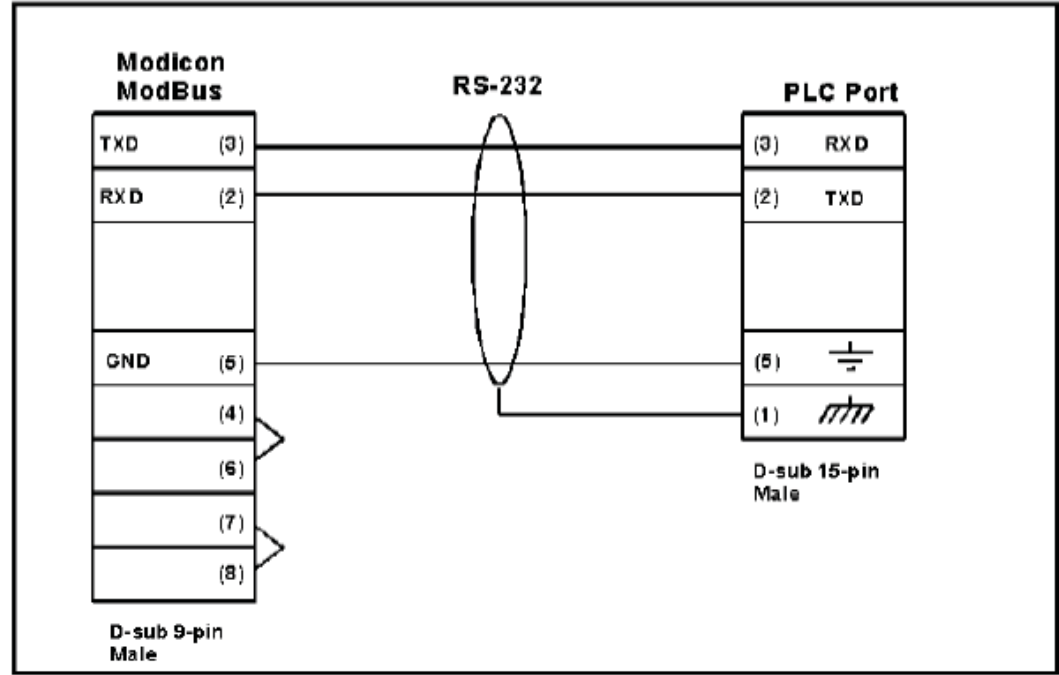 Modicon
ModBus
RS-232
PLC Port
TXD (3)
(3) RXD
RXD (2)
(2) TXD
GND (5)
(5)
(4)
(1)
(6)
(7)
(8)
D-sub 15-pin
Male
D-sub 9-pin
Male